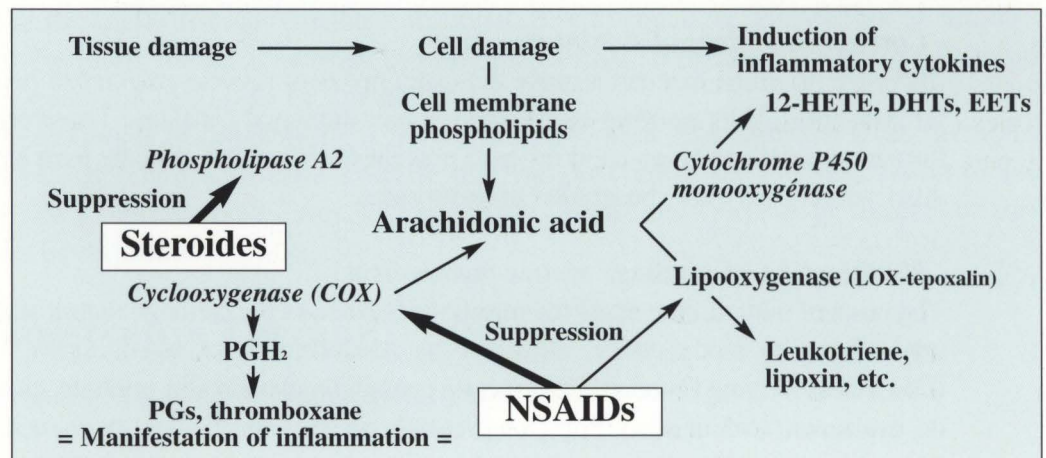 Tissue damage
Cell damage
Induction of
inflammatory cytokines
Cell membrane
phospholipids
12-HETE, DHTs, EETs
Phospholipase A2
Cytochrome P450
monooxygénase
Suppression
Steroides
Arachidonic acid
Cyclooxygenase (COX)
Lipooxygenase (LOX-tepoxalin)
Suppression
PGH₂
Leukotriene,
lipoxin, etc.
NSAIDs
PGs, thromboxane
= Manifestation of inflammation =